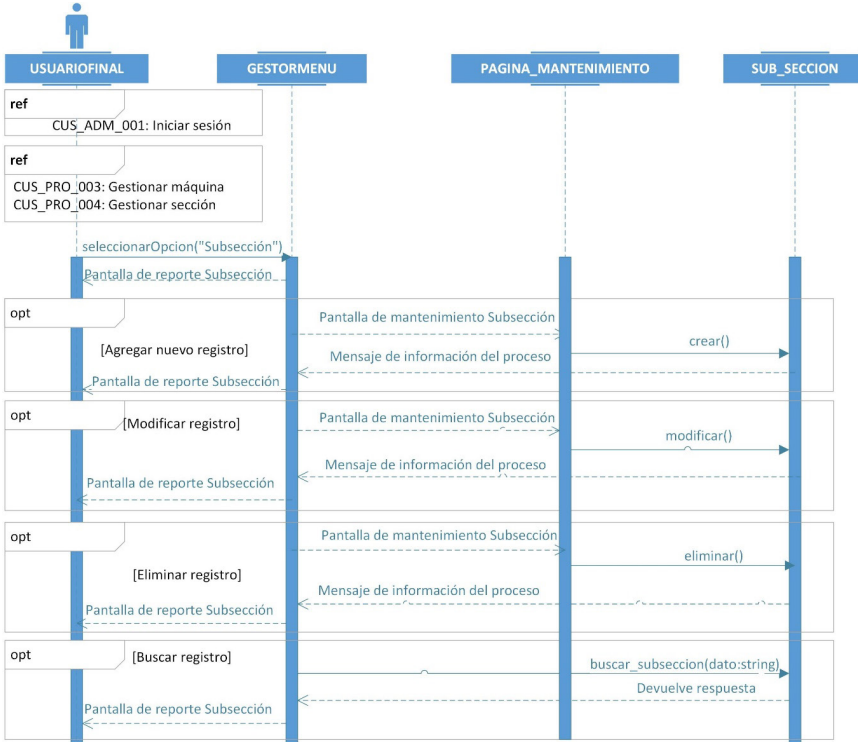 USUARIOFINAL
GESTORMENU
PAGINA_MANTENIMIENTO
SUB_SECCION
ref
CUS_ADM_001: Iniciar sesión
ref
CUS_PRO_003: Gestionar máquina
CUS_PRO_004: Gestionar sección
seleccionarOpcion("Subsección")
Pantalla de reporte Subsección
opt
Pantalla de mantenimiento Subsección
crear()
[Agregar nuevo registro]
Mensaje de información del proceso
Pantalla de reporte Subsección
opt
[Modificar registro]
Pantalla de mantenimiento Subsección
modificar()
Mensaje de información del proceso
Pantalla de reporte Subsección
opt
Pantalla de mantenimiento Subsección
eliminar()
[Eliminar registro]
Mensaje de información del proceso
Pantalla de reporte Subsección
opt
[Buscar registro]
buscar_subseccion(dato:string)
Devuelve respuesta
Pantalla de reporte Subsección